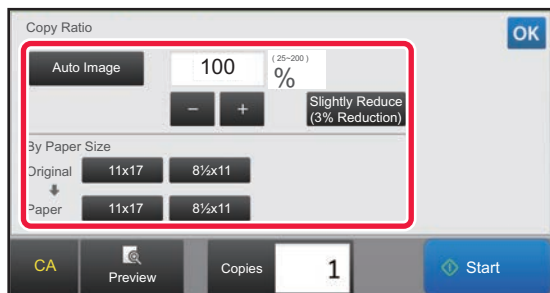 Copy Ratio
OK
Auto Image
100
(25~200)
%
−
+
Slightly Reduce
(3% Reduction)
By Paper Size
Original
11x17
8½x11
Paper
11x17
8½x11
CA
Preview
Copies
1
Start